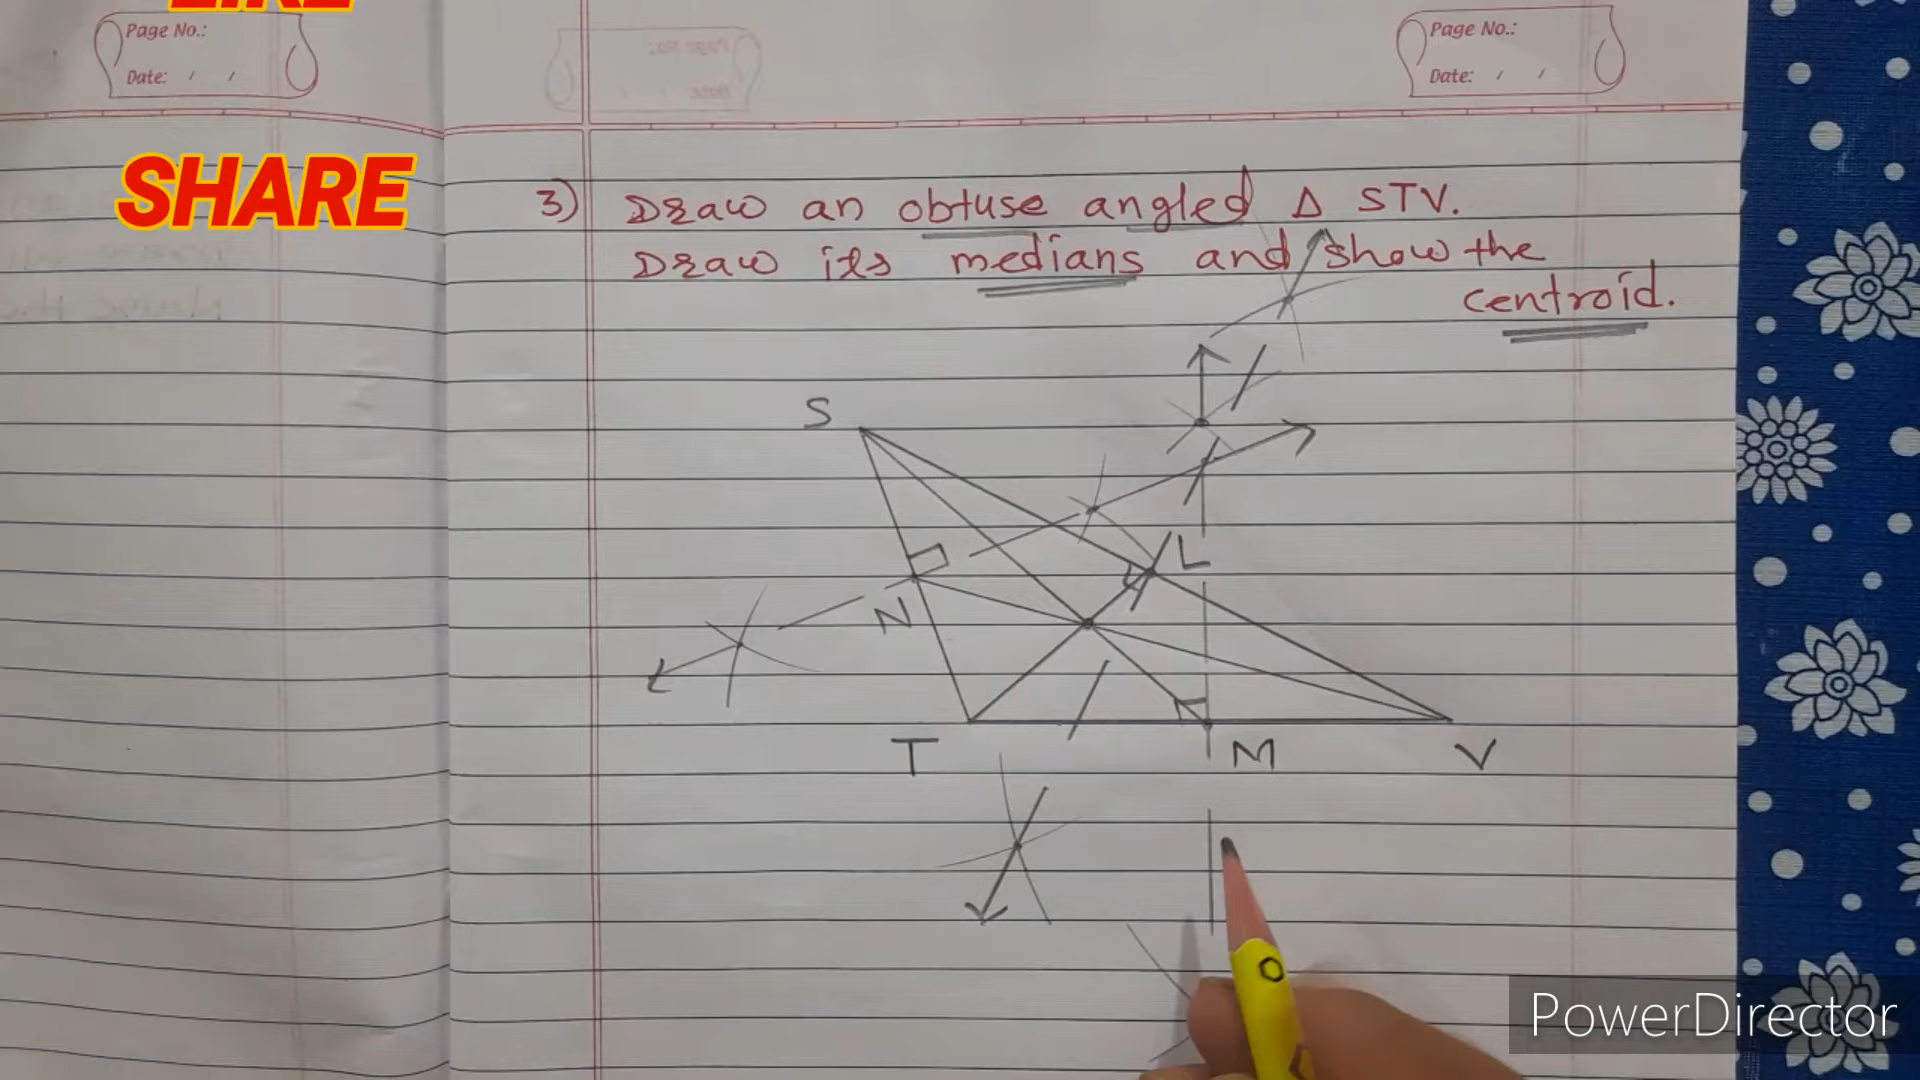 LIKE
Page No.:
Date: / /
Page No.:
Date: / /
SHARE
3) Draw an obtuse angled Δ STV.
Draw its medians and show the
centroid.
S
L
N
T
M
V
PowerDirector